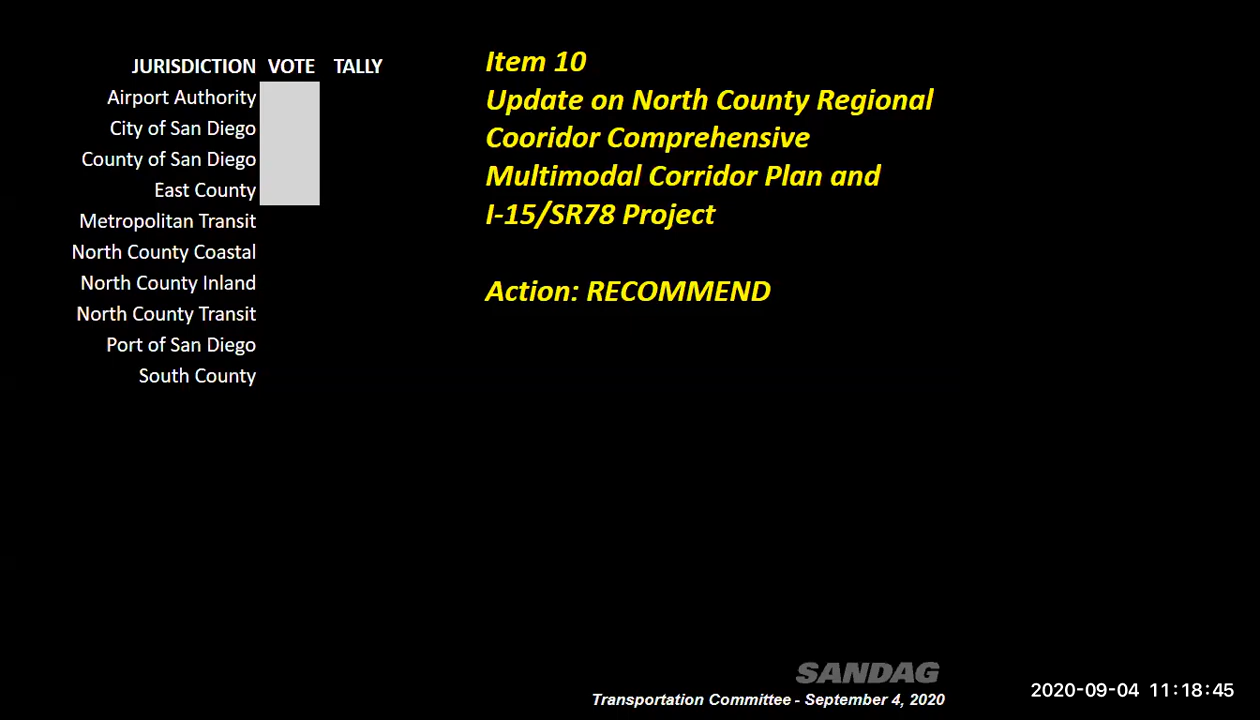 JURISDICTION VOTE TALLY
Airport Authority
City of San Diego
County of San Diego
East County
Metropolitan Transit
North County Coastal
North County Inland
North County Transit
Port of San Diego
South County
Item 10
Update on North County Regional
Cooridor Comprehensive
Multimodal Corridor Plan and
I-15/SR78 Project
Action: RECOMMEND
SANDAG
Transportation Committee - September 4, 2020
2020-09-04 11:18:45